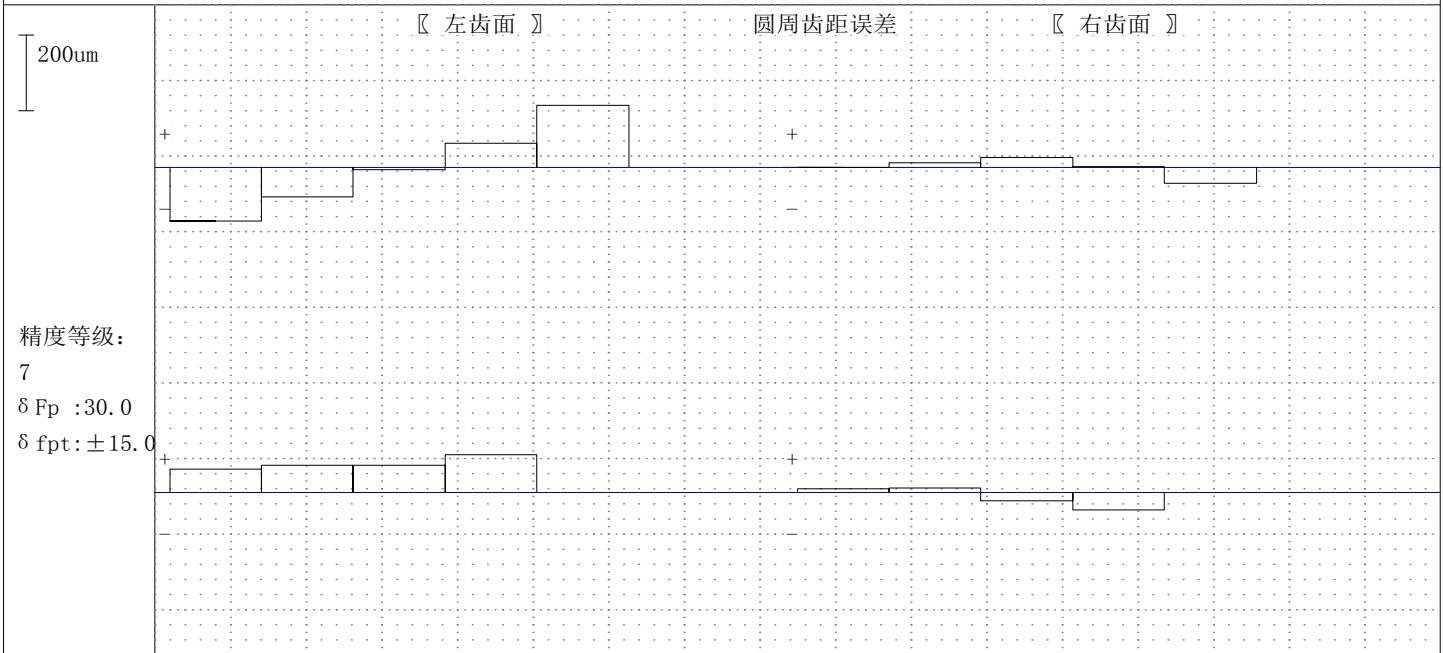 〖 左齿面 〗 圆周齿距误差 〖 右齿面 〗
200um
+ +
- -
精度等级:
7
δFp :30.0
δfpt:±15.0
+ +
- -